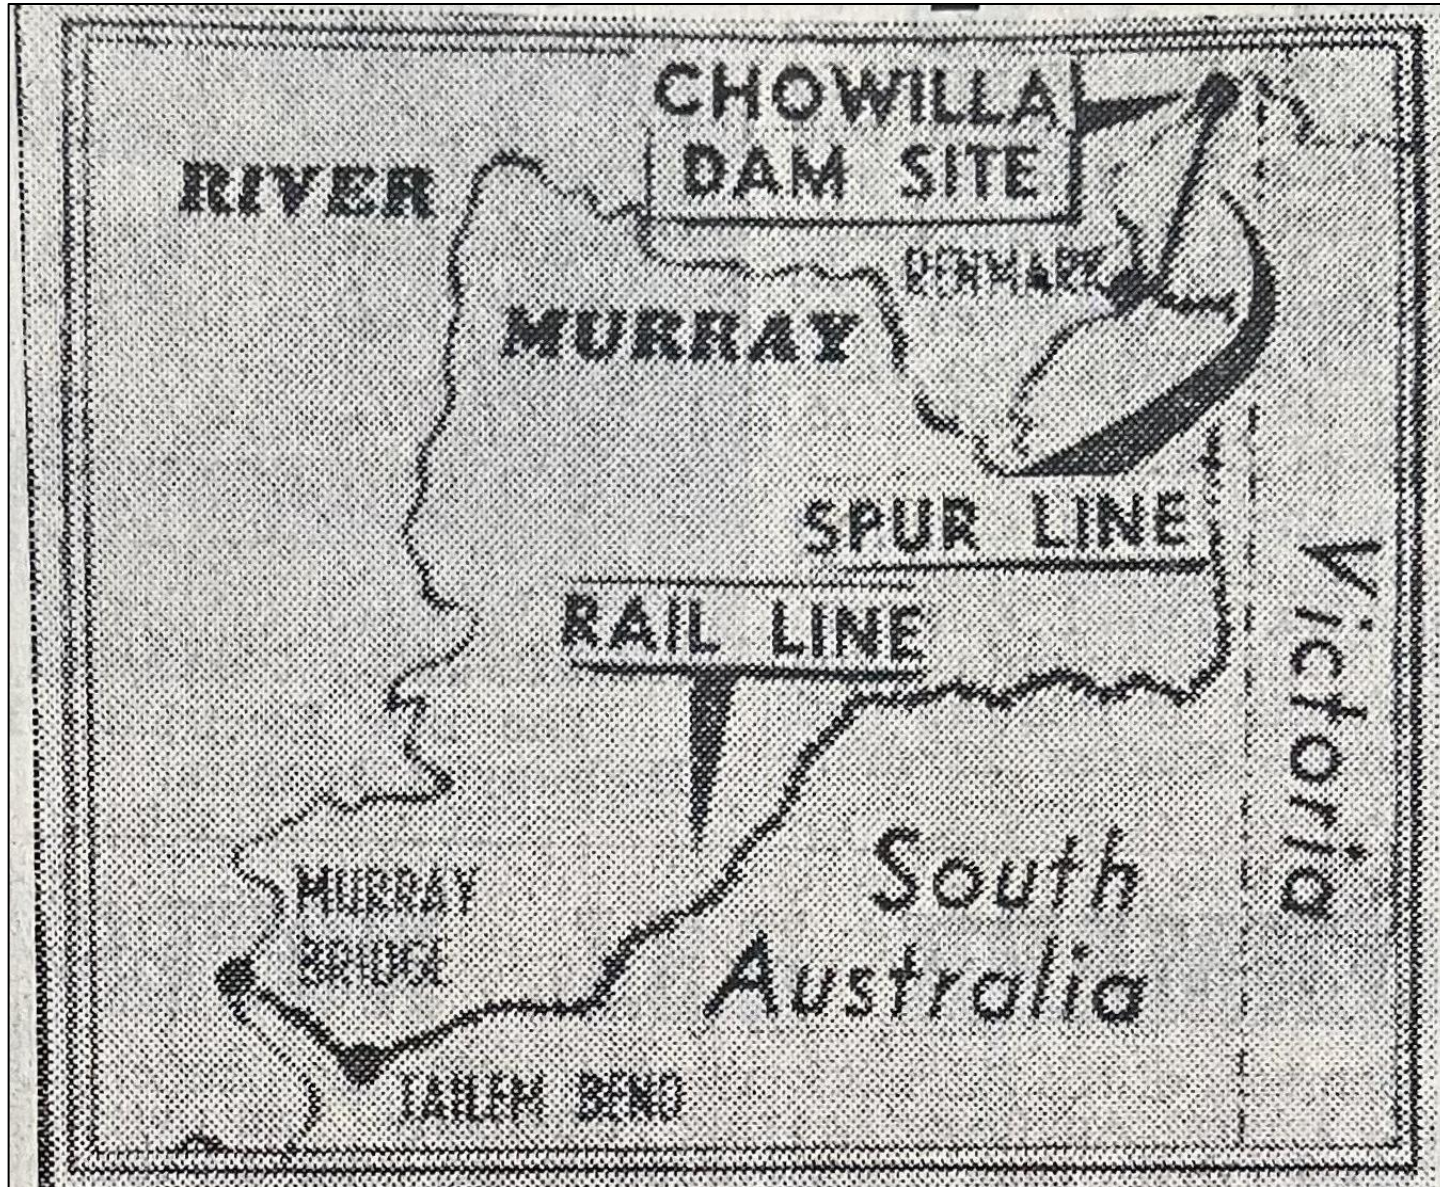 CHOWILLA
DAM SITE
RIVER
MURRAY
RENMARK
SPUR LINE
RAIL LINE
Victoria
South
Australia
MURRAY
BRIDGE
TAILEM BEND